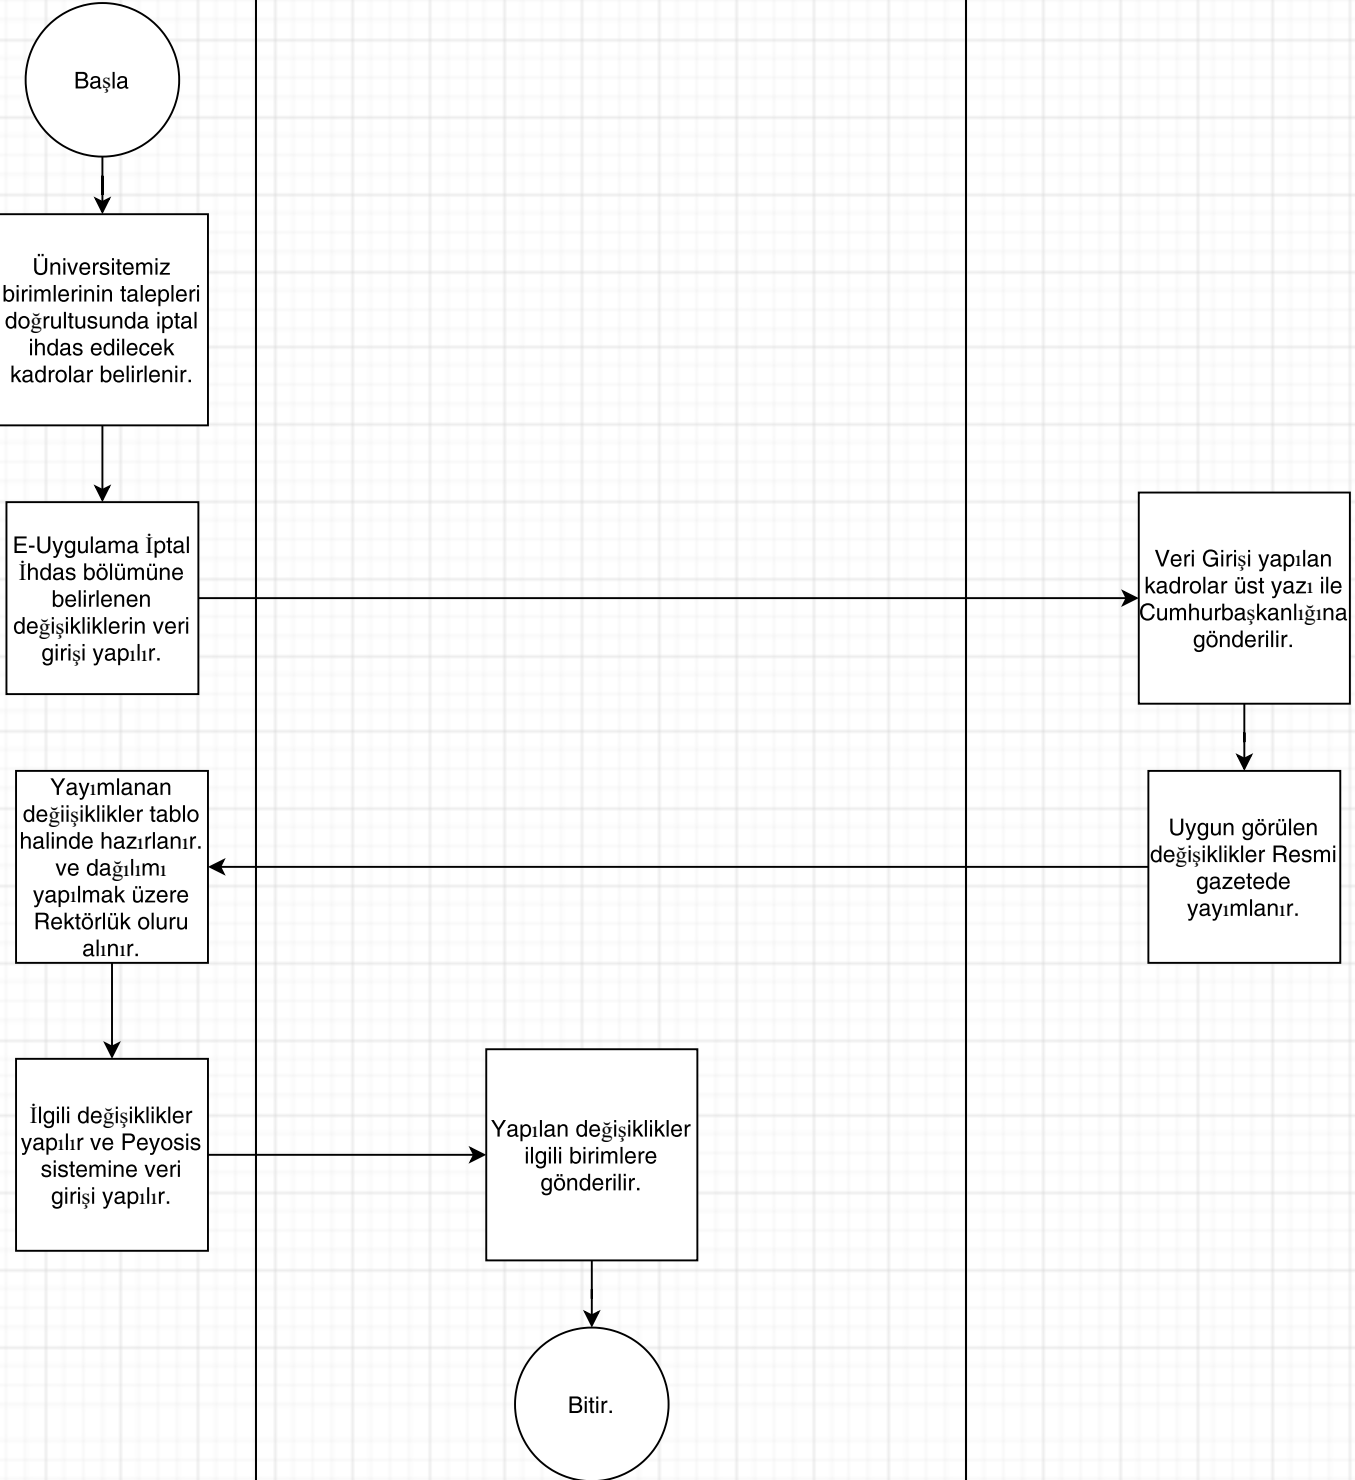 Başla
Üniversitemiz
birimlerinin talepleri
doğrultusunda iptal
ihdas edilecek
kadrolar belirlenir.
E-Uygulama İptal
İhdas bölümüne
belirlenen
değişikliklerin veri
girişi yapılır.
Veri Girişi yapılan
kadrolar üst yazı ile
Cumhurbaşkanlığına
gönderilir.
Uygun görülen
değişiklikler Resmi
gazetede
yayımlanır.
Yayımlanan
değiişiklikler tablo
halinde hazırlanır.
ve dağılımı
yapılmak üzere
Rektörlük oluru
alınır.
İlgili değişiklikler
yapılır ve Peyosis
sistemine veri
girişi yapılır.
Yapılan değişiklikler
ilgili birimlere
gönderilir.
Bitir.